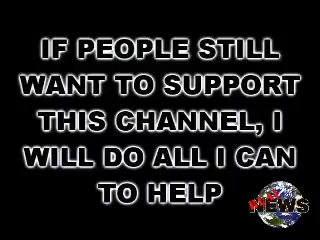 IF PEOPLE STILL
WANT TO SUPPORT
THIS CHANNEL, I
WILL DO ALL I CAN
TO HELP
NEWS